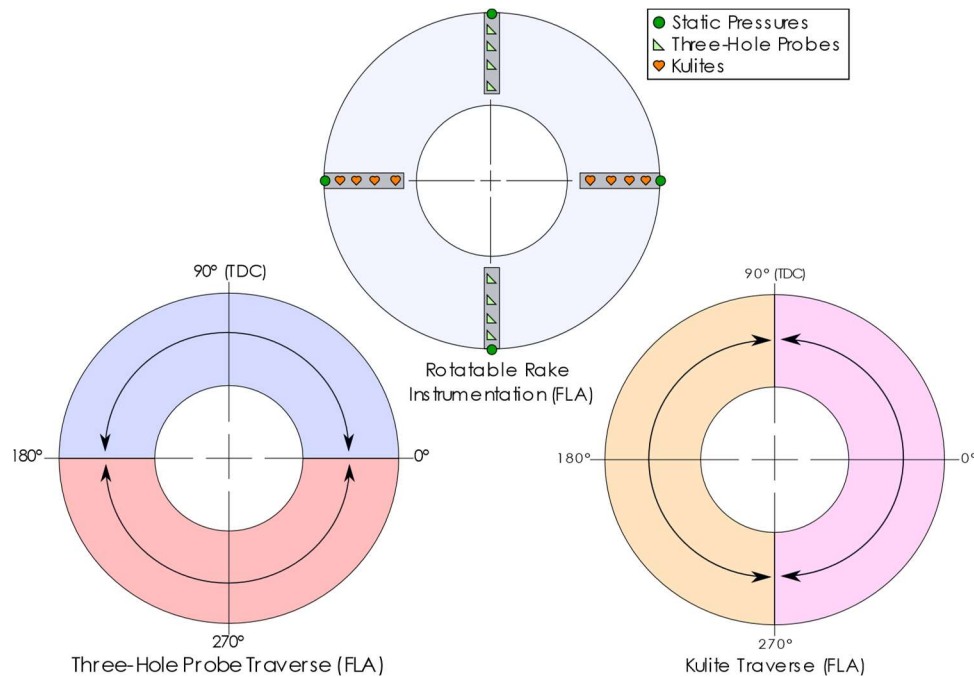 Static Pressures
Three-Hole Probes
Kulites
Rotatable Rake
Instrumentation (FLA)
90° (TDC)
180°
0°
270°
Three-Hole Probe Traverse (FLA)
90° (TDC)
180°
0°
270°
Kulite Traverse (FLA)